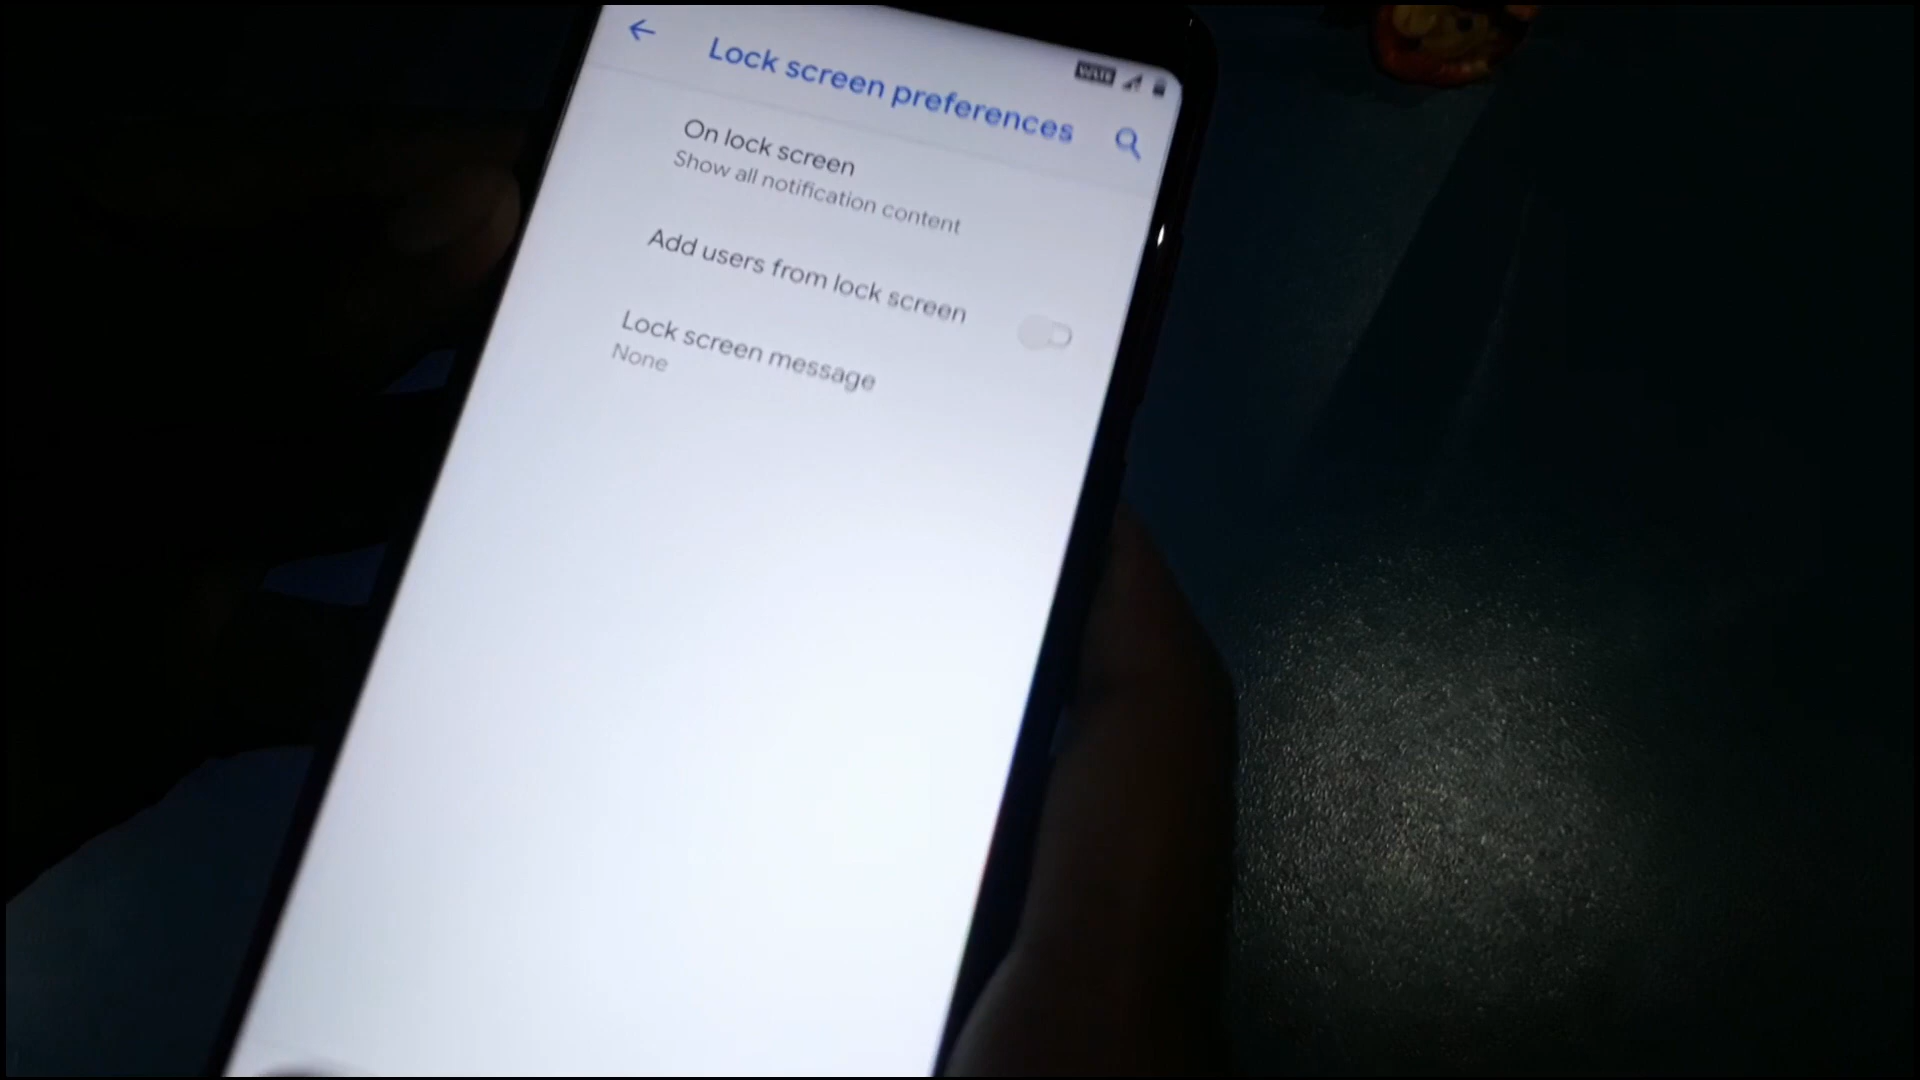 VoLTE
Lock screen preferences
On lock screen
Show all notification content
Add users from lock screen
Lock screen message
None